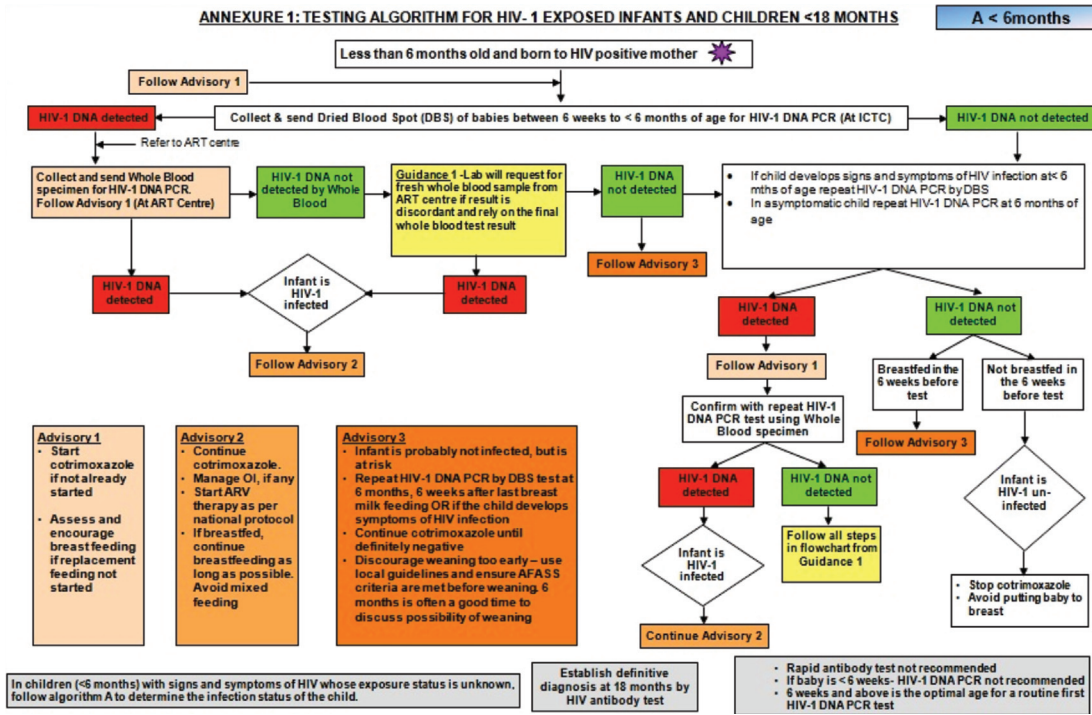 ANNEXURE 1: TESTING ALGORITHM FOR HIV- 1 EXPOSED INFANTS AND CHILDREN <18 MONTHS
A < 6months
Less than 6 months old and born to HIV positive mother
Follow Advisory 1
HIV-1 DNA detected
Collect & send Dried Blood Spot (DBS) of babies between 6 weeks to < 6 months of age for HIV-1 DNA PCR (At ICTC)
HIV-1 DNA not detected
Refer to ART centre
Collect and send Whole Blood
specimen for HIV-1 DNA PCR.
Follow Advisory 1 (At ART Centre)
HIV-1 DNA not
detected by Whole
Blood
Guidance 1 -Lab will request for
fresh whole blood sample from
ART centre if result is
discordant and rely on the final
whole blood test result
HIV-1 DNA
not detected
• If child develops signs and symptoms of HIV infection at< 6
mths of age repeat HIV-1 DNA PCR by DBS
• In asymptomatic child repeat HIV-1 DNA PCR at 6 months of
age
Follow Advisory 3
HIV-1 DNA
detected
Infant is
HIV-1
infected
HIV-1 DNA
detected
Follow Advisory 2
HIV-1 DNA
detected
HIV-1 DNA not
detected
Follow Advisory 1
Breastfed in the
6 weeks before
test
Not breastfed in
the 6 weeks
before test
Confirm with repeat HIV-1
DNA PCR test using Whole
Blood specimen
Follow Advisory 3
HIV-1 DNA
detected
HIV-1 DNA not
detected
Infant is
HIV-1 un-
infected
Infant is
HIV-1
infected
Follow all steps
in flowchart from
Guidance 1
• Stop cotrimoxazole
• Avoid putting baby to
breast
Continue Advisory 2
Advisory 1
• Start
cotrimoxazole
if not already
started
• Assess and
encourage
breast feeding
if replacement
feeding not
started
Advisory 2
• Continue
cotrimoxazole.
• Manage OI, if any
• Start ARV
therapy as per
national protocol
• If breastfed,
continue
breastfeeding as
long as possible.
Avoid mixed
feeding
Advisory 3
• Infant is probably not infected, but is
at risk
• Repeat HIV-1 DNA PCR by DBS test at
6 months, 6 weeks after last breast
milk feeding OR if the child develops
symptoms of HIV infection
• Continue cotrimoxazole until
definitely negative
• Discourage weaning too early – use
local guidelines and ensure AFASS
criteria are met before weaning. 6
months is often a good time to
discuss possibility of weaning
In children (<6 months) with signs and symptoms of HIV whose exposure status is unknown,
follow algorithm A to determine the infection status of the child.
Establish definitive
diagnosis at 18 months by
HIV antibody test
• Rapid antibody test not recommended
• If baby is < 6 weeks- HIV-1 DNA PCR not recommended
• 6 weeks and above is the optimal age for a routine first
HIV-1 DNA PCR test